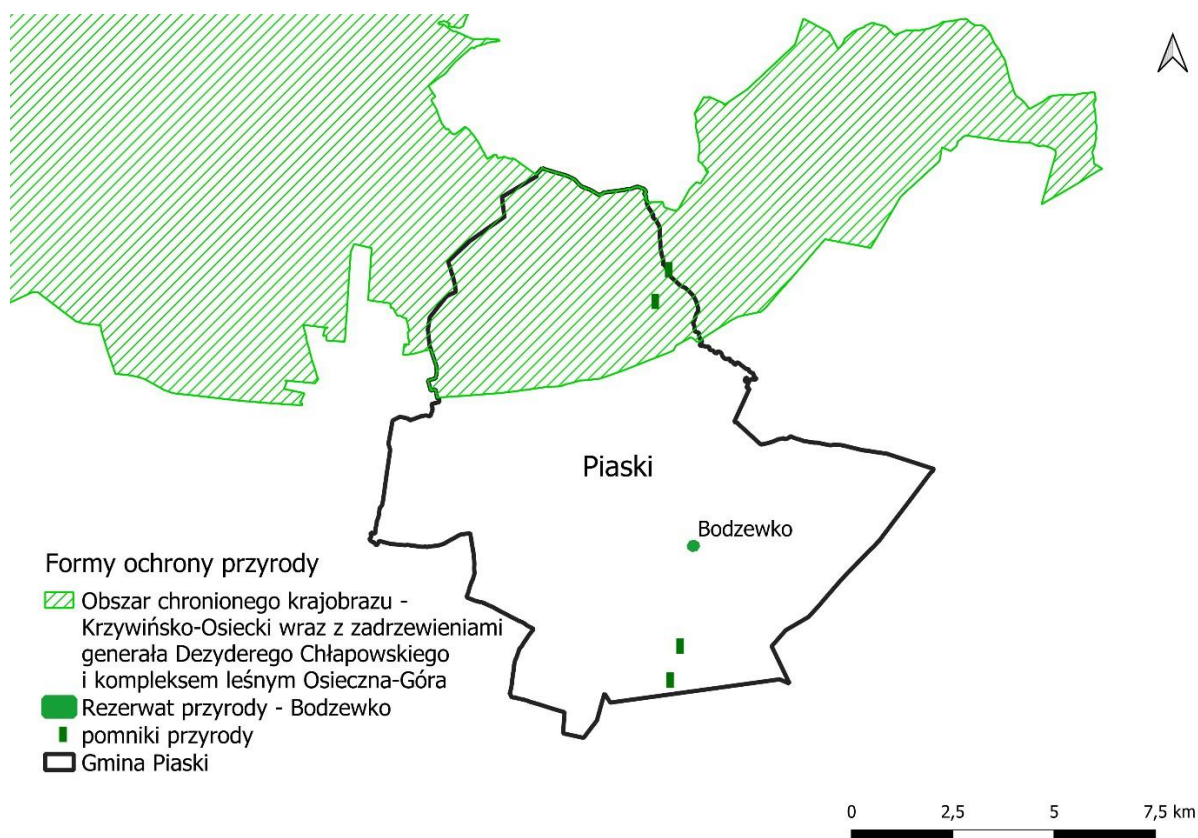 Piaski
Bodzewko
Formy ochrony przyrody
Obszar chronionego krajobrazu -
Krzywińsko-Osiecki wraz z zadrzewieniami
generała Dezyderego Chłapowskiego
i kompleksem leśnym Osieczna-Góra
Rezerwat przyrody - Bodzewko
pomniki przyrody
Gmina Piaski
0 2,5 5 7,5 km